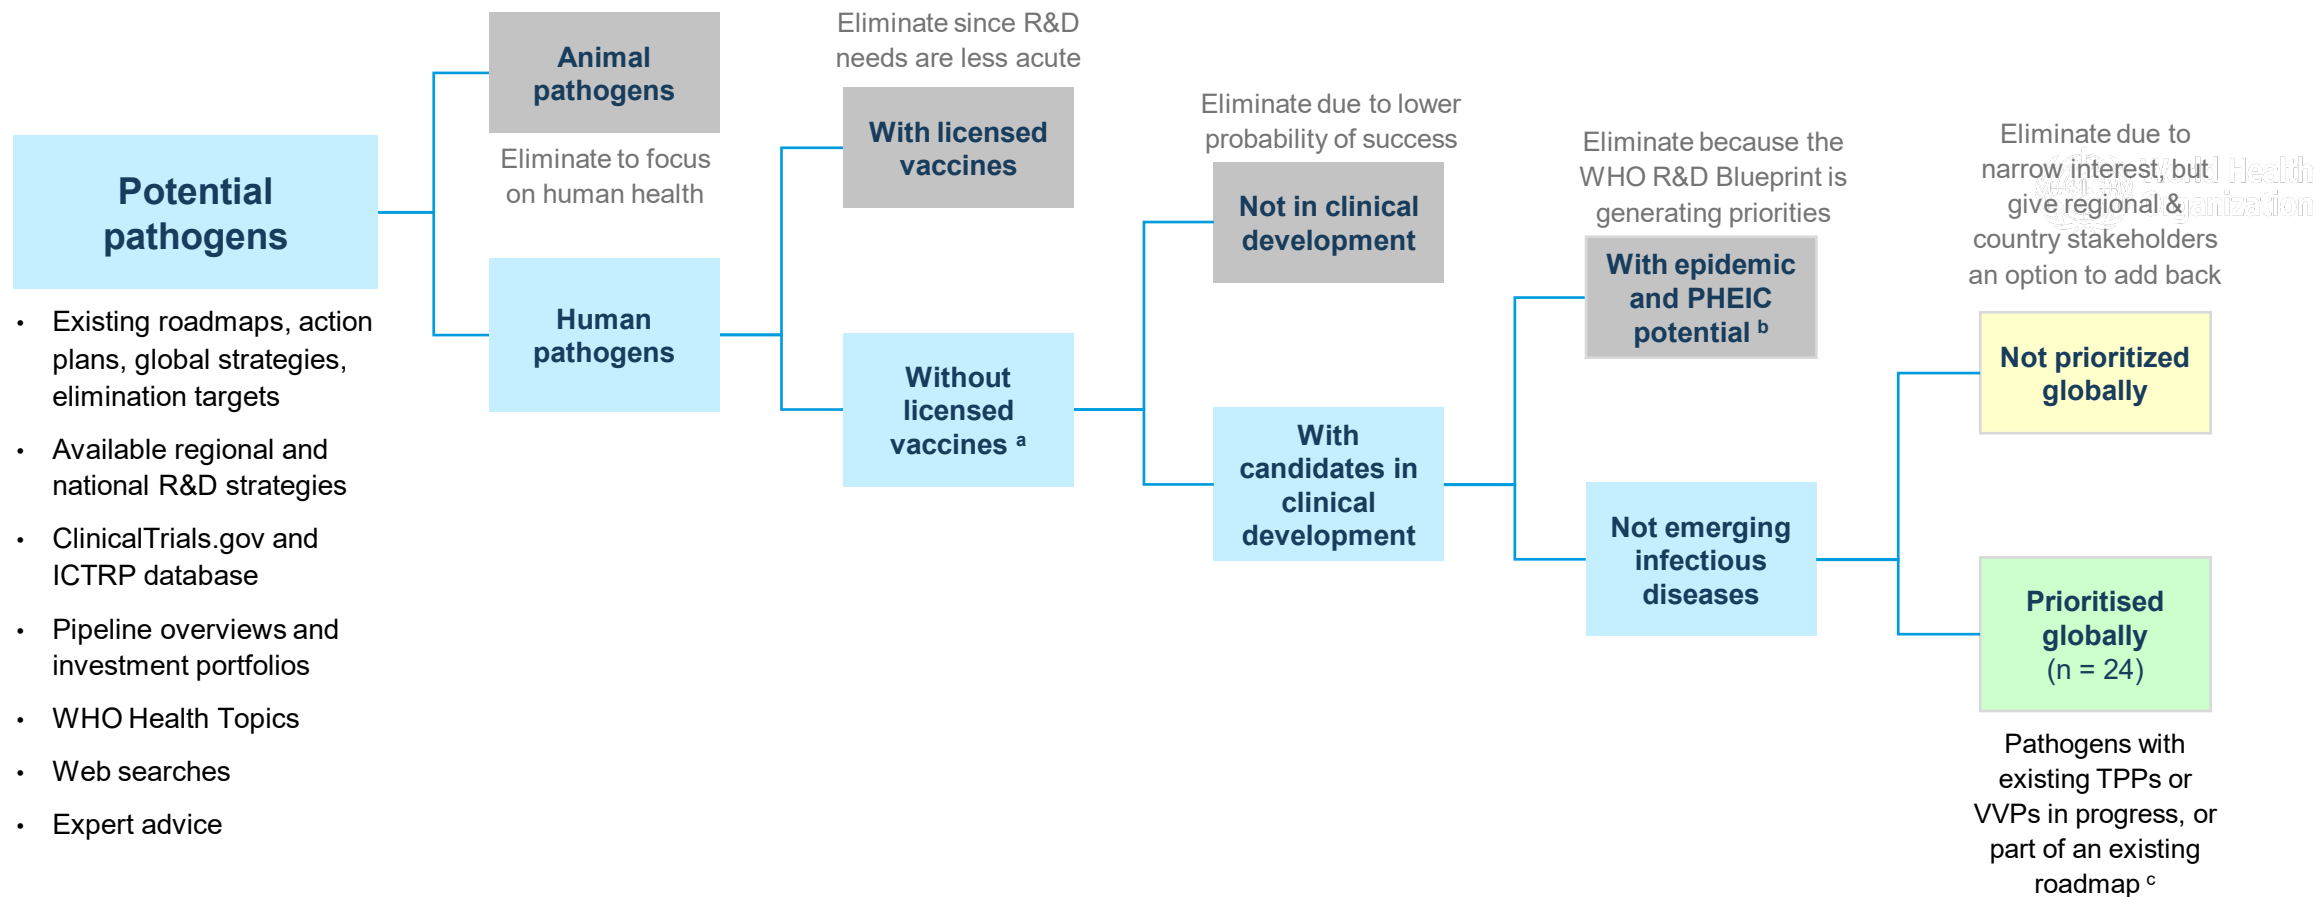 Potential
pathogens
• Existing roadmaps, action
plans, global strategies,
elimination targets
• Available regional and
national R&D strategies
• ClinicalTrials.gov and
ICTRP database
• Pipeline overviews and
investment portfolios
• WHO Health Topics
• Web searches
• Expert advice
Animal
pathogens
Eliminate to focus
on human health
Human
pathogens
Eliminate since R&D
needs are less acute
With licensed
vaccines
Without
licensed
vaccines a
Eliminate due to lower
probability of success
Not in clinical
development
With
candidates in
clinical
development
Eliminate because the
WHO R&D Blueprint is
generating priorities
With epidemic
and PHEIC
potential b
Not emerging
infectious
diseases
Eliminate due to
narrow interest, but
give regional &
country stakeholders
an option to add back
World Health
Organization
Not prioritized
globally
Prioritised
globally
(n = 24)
Pathogens with
existing TPPs or
VVPs in progress, or
part of an existing
roadmap c